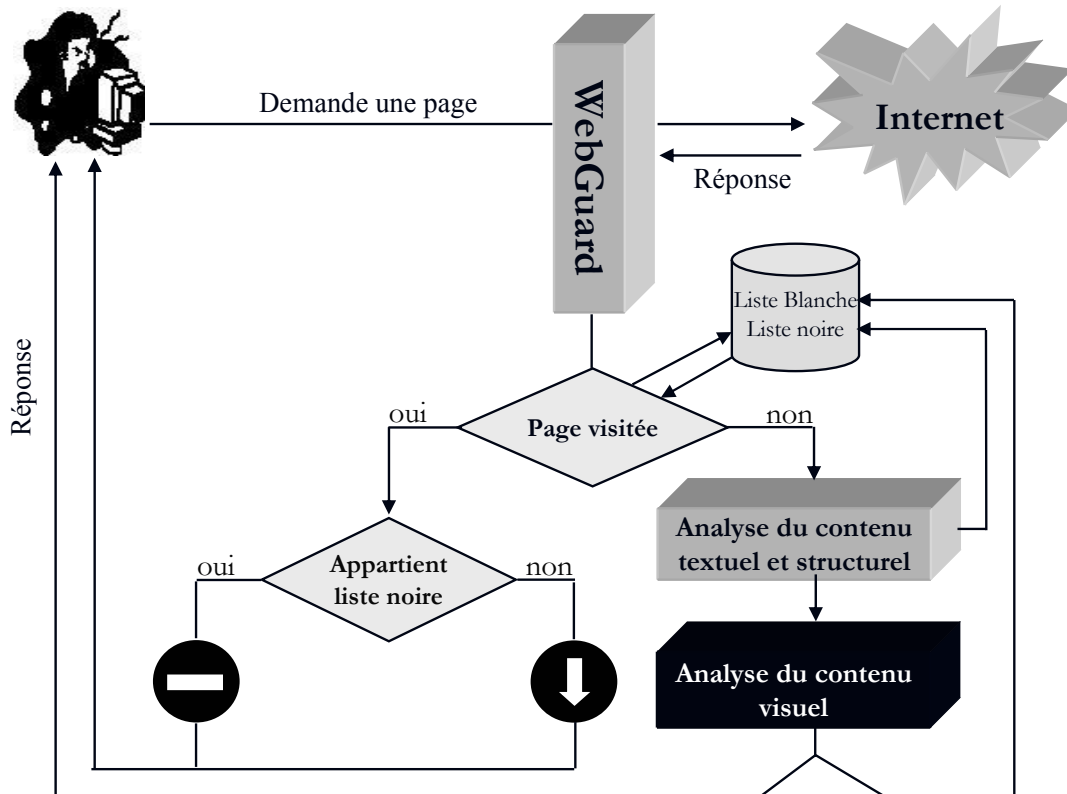 Demande une page
WebGuard
Internet
Réponse
Liste Blanche
Liste noire
Réponse
oui
Page visitée
non
Analyse du contenu
textuel et structurel
oui
Appartient
liste noire
non
Analyse du contenu
visuel